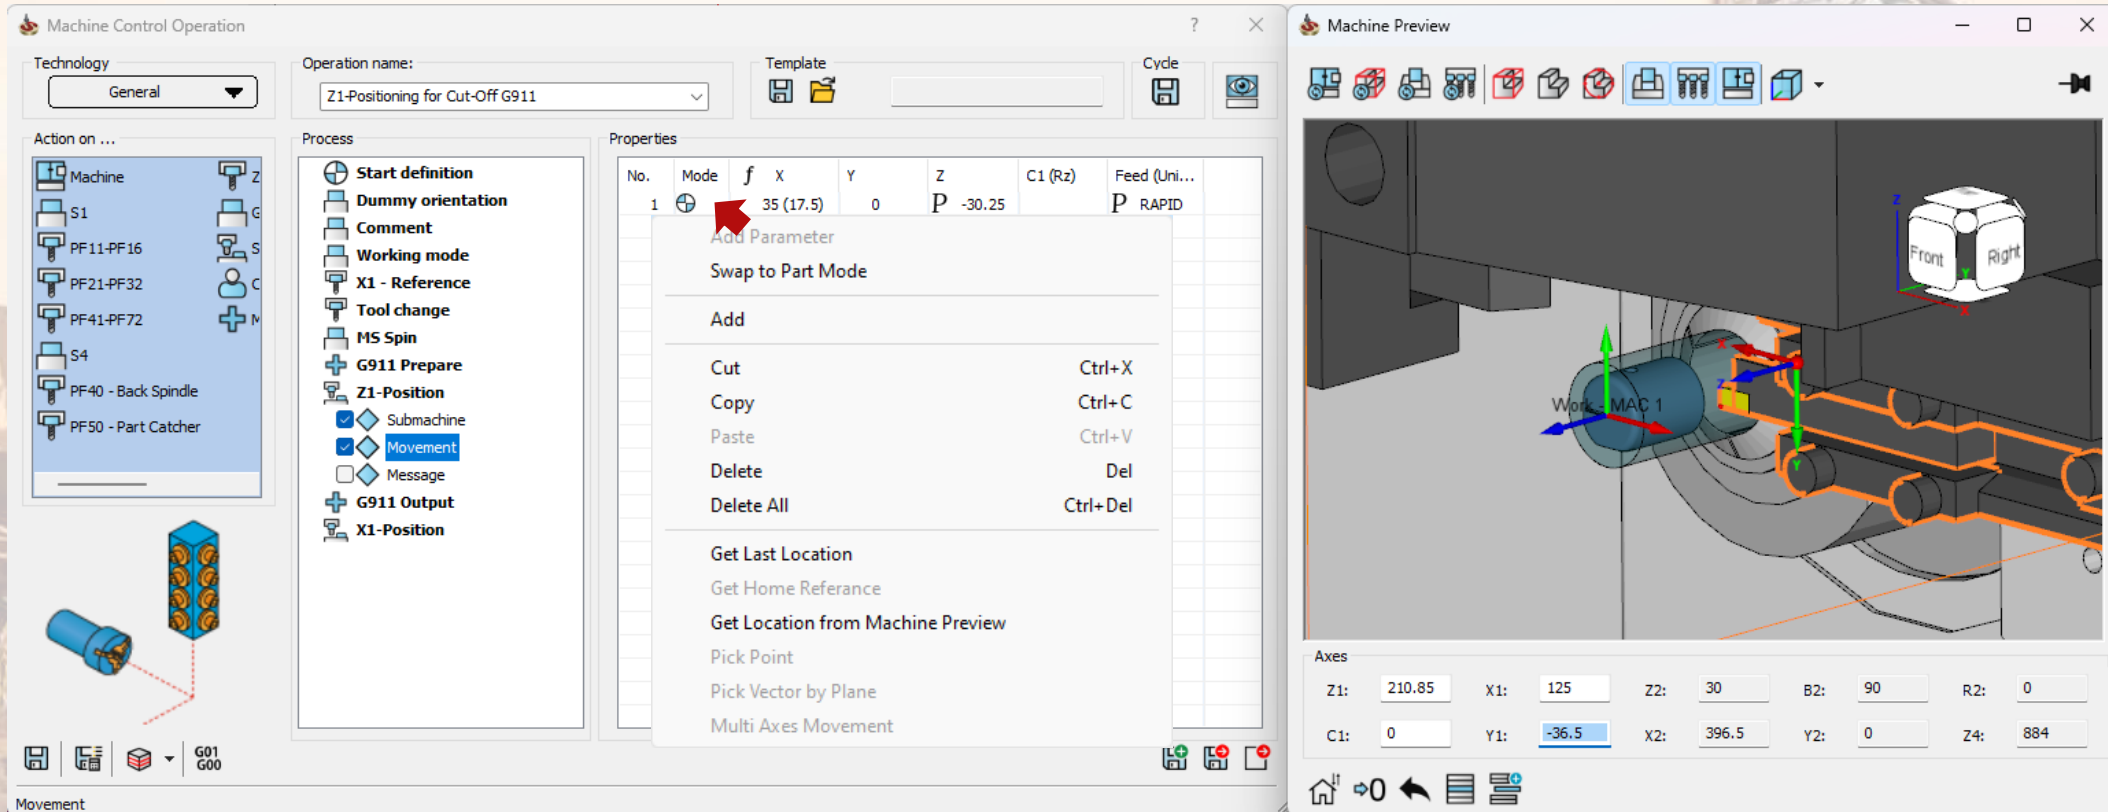 Machine Control Operation
Technology
General
Operation name:
Z1-Positioning for Cut-Off G911
Template
Cycle
Action on ...
Machine
Z
S1
G
PF11-PF16
S
PF21-PF32
C
PF41-PF72
M
S4
PF40 - Back Spindle
PF50 - Part Catcher
Process
Start definition
Dummy orientation
Comment
Working mode
X1 - Reference
Tool change
MS Spin
G911 Prepare
Z1-Position
Submachine
Movement
Message
G911 Output
X1-Position
Properties
No. Mode f X Y Z C1 (Rz) Feed (Uni...
1 35 (17.5) 0 P -30.25 P RAPID
Add Parameter
Swap to Part Mode
Add
Cut Ctrl+X
Copy Ctrl+C
Paste Ctrl+V
Delete Del
Delete All Ctrl+Del
Get Last Location
Get Home Referance
Get Location from Machine Preview
Pick Point
Pick Vector by Plane
Multi Axes Movement
G01
G00
Movement
Machine Preview
Z
Front
Right
Y
X
X
Z
Work - MAC 1
Y
Axes
Z1: 210.85 X1: 125 Z2: 30 B2: 90 R2: 0
C1: 0 Y1: -36.5 X2: 396.5 Y2: 0 Z4: 884
0